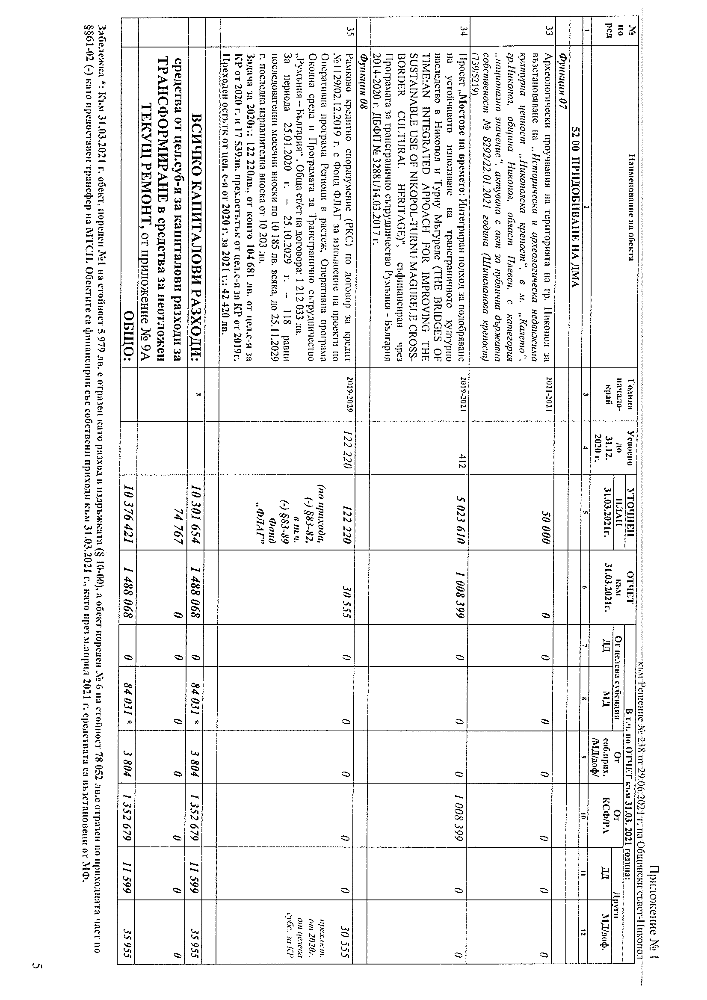 Приложение № 1
към Решение № 238 от 29.06.2021 г. на Общински съвет-Никопол
№ по ред
Наименование на обекта
Година начало-край
Усвоено до 31.12. 2020 г.
УТОЧНЕН ПЛАН 31.03.2021г.
ОТЧЕТ към 31.03.2021г.
В т.ч. по ОТЧЕТ към 31.03. 2021 година:
От целева субсидия
ДД
МД
От соб.прих. /МД/доф/
От КСФ/РА
Други
ДД
МД/доф.
1 2 3 4 5 6 7 8 9 10 11 12
52 00 ПРИДОБИВАНЕ НА ДМА
Функция 07
33
Археологически проучвания на територията на гр. Никопол за
възстановяване на „Историческа и археологическа недвижима
културна ценност „Никополска крепост“, в м. „Калето“,
гр.Никопол, община Никопол, област Плевен, с категория
„национално значение“, актувана с акт за публична държавна
собственост № 8292/22.01.2021 година (Шишманова крепост)
(739/5219)
2021-2021
50 000 0 0 0 0 0 0 0
34
Проект „Мостове на времето: Интегриран подход за подобряване
на устойчивото използване на трансграничното културно
наследство в Никопол и Турну Мъгуреле (THE BRIDGES OF
TIME:AN INTEGRATED APPOACH FOR IMPROVING THE
SUSTAINABLE USE OF NIKOPOL-TURNU MAGURELE CROSS-
BORDER CULTURAL HERITAGE)“, съфинансиран чрез
Програмата за трансгранично сътрудничество Румъния - България
2014-2020 г. ДБФП № 32881/14.03.2017 г.
2019-2021
412 5 023 610 1 008 399 0 0 0 1 008 399 0 0
Функция 08
35
Рамково кредитно споразумение (РКС) по договор за кредит
№1129/02.12.2019 г. с Фонд ФЛАГ за изпълнение на проекти по
Оперативна програма Региони в растеж, Оперативна програма
Околна среда и Програмата за Трансгранично сътрудничество
„Румъния – България“. Обща ст/ст на договора: 1 212 033 лв.
За периода 25.01.2020 г. – 25.10.2029 г. – 118 равни
последователни месечни вноски по 10 185 лв. всяка, до 25.11.2029
г. последна изравнителна вноска от 10 203 лв.
Задача за 2020г.: 122 220лв., от които 104 681 лв. от цел.с-я за
КР от 2020 г. и 17 539лв. прех.остътък от цел.с-я за КР от 2019г.
Преходен остътк от цел. с-я от 2020 г. за 2021 г.: 42 420 лв.
2019-2029
122 220 122 220 30 555 0 0 0 0 0 30 555
(по прихода,
(-) §83-82,
в т.ч.
(-) §83-89
Фонд
„ФЛАГ“
прех.ост.
от 2020г.
от целева
субс. за КР
ВСИЧКО КАПИТАЛОВИ РАЗХОДИ: х 10 301 654 1 488 068 0 84 031 * 3 804 1 352 679 11 599 35 955
средства от цел.суб-я за капиталови разходи за
ТРАНСФОРМИРАНЕ в средства за неотложен
ТЕКУЩ РЕМОНТ, от приложение № 9А
74 767 0 0 0 0 0 0 0
ОБЩО: 10 376 421 1 488 068 0 84 031 * 3 804 1 352 679 11 599 35 955
Забележка *: Към 31.03.2021 г. обект, пореден №1 на стойност 5 979 лв. е отразен като разход в издръжката (§ 10-00), а обект пореден № 6 на стойност 78 052 лв.е отразен по приходната част по
§§61-02 (-) като предоставен трансфер на МТСП. Обектите са финансирни със собствени приходи към 31.03.2021 г., като през м.април 2021 г. средствата са възстановени от МФ.
5